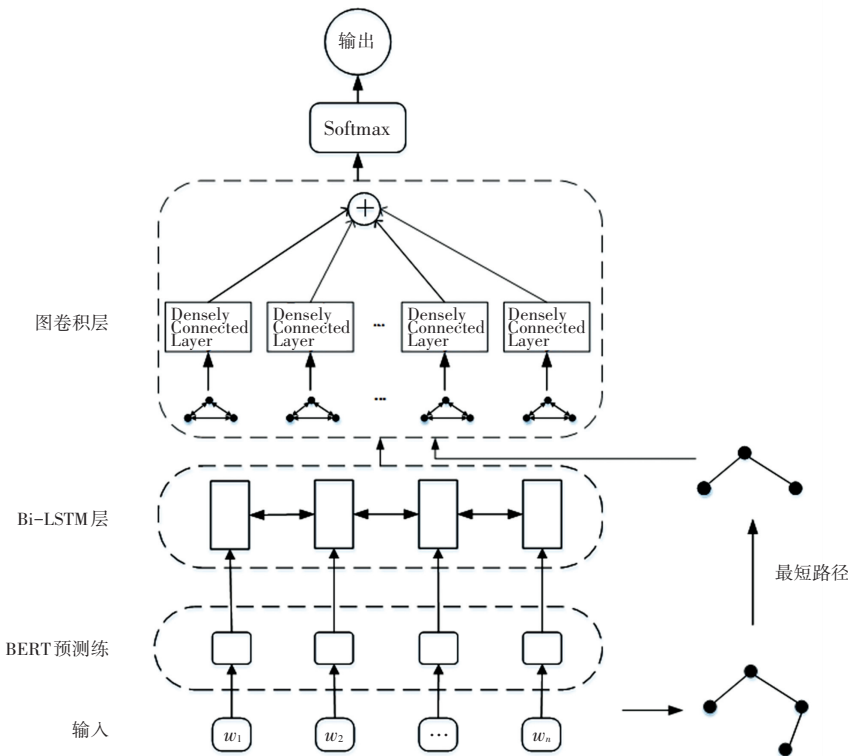 输出
Softmax
+
图卷积层
Densely
Connected
Layer
Densely
Connected
Layer
...
Densely
Connected
Layer
Densely
Connected
Layer
...
Bi-LSTM层
最短路径
BERT预测练
输入
w₁
w₂
...
wₙ